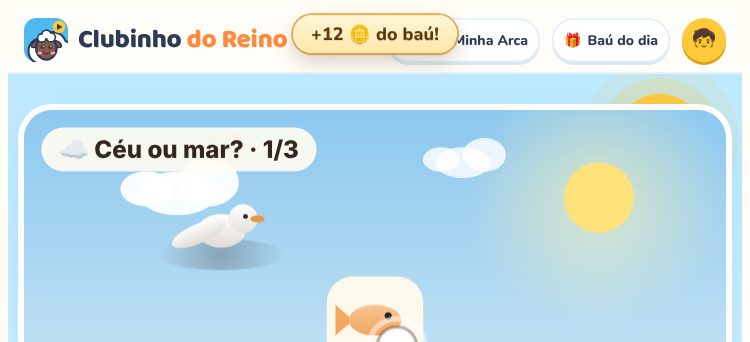 Clubinho do Reino
+12 do baú!
Minha Arca
Baú do dia
Céu ou mar? · 1/3